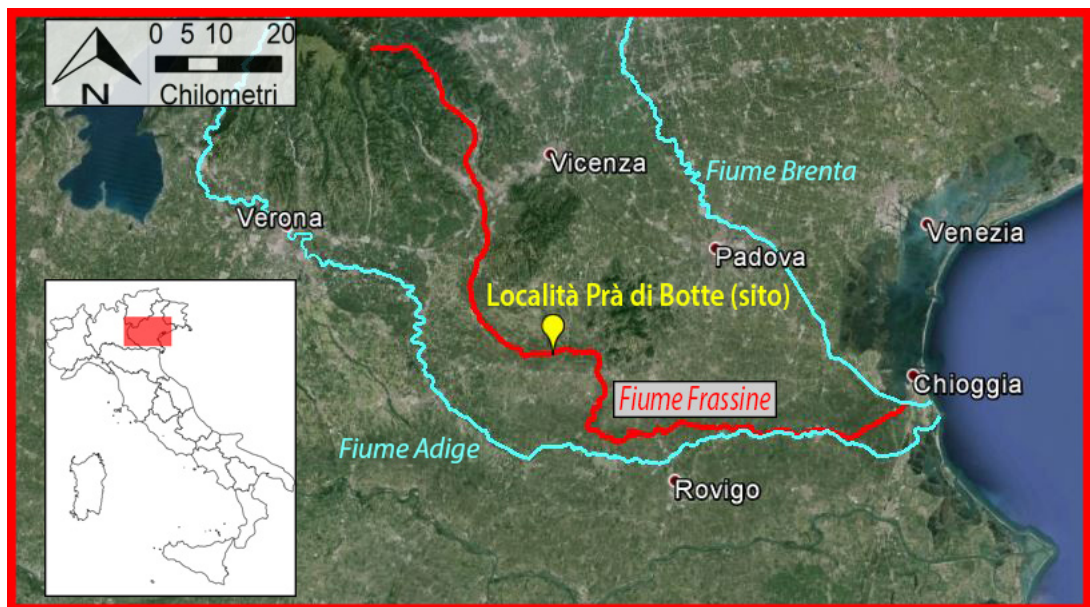 0 5 10 20
N
Chilometri
Vicenza
Fiume Brenta
Verona
Venezia
Padova
Località Prà di Botte (sito)
Chioggia
Fiume Frassine
Fiume Adige
Rovigo